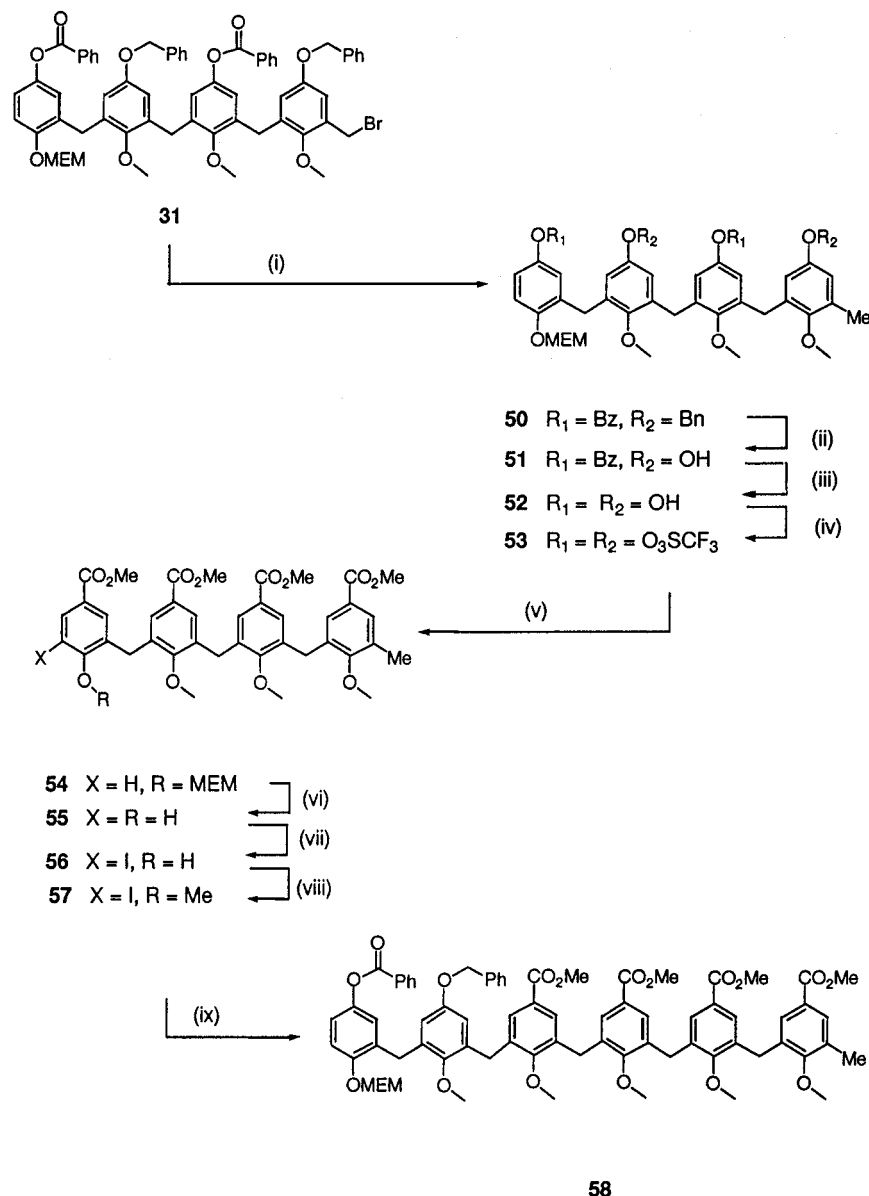 O O Ph O Ph O O Ph O Ph
OMEM O O O Br
31
(i)
OR1 OR2 OR1 OR2
OMEM O O O Me
50 R1 = Bz, R2 = Bn
(ii)
51 R1 = Bz, R2 = OH
(iii)
52 R1 = R2 = OH
(iv)
53 R1 = R2 = O3SCF3
(v)
CO2Me CO2Me CO2Me CO2Me
X O R O O O Me
54 X = H, R = MEM
(vi)
55 X = R = H
(vii)
56 X = I, R = H
(viii)
57 X = I, R = Me
(ix)
O O Ph O Ph CO2Me CO2Me CO2Me CO2Me
OMEM O O O O O Me
58